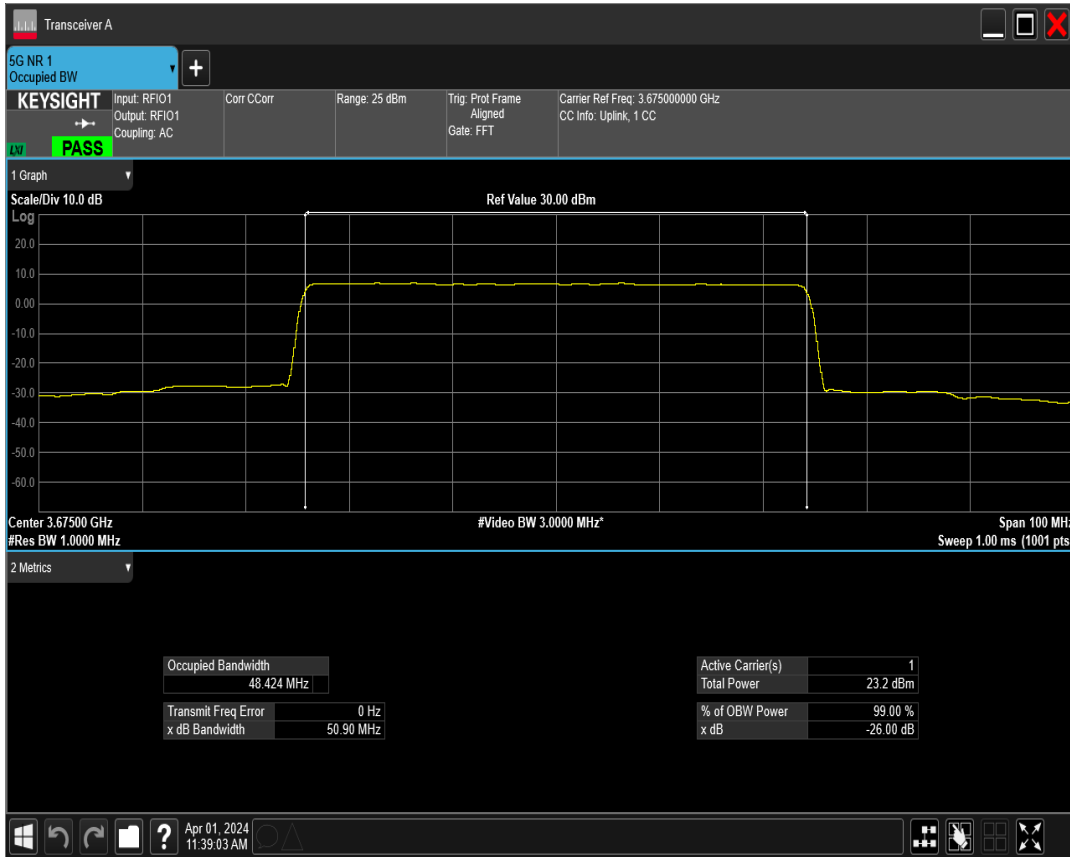 Transceiver A
5G NR 1
Occupied BW
+
KEYSIGHT
LXI
PASS
Input: RFIO1
Output: RFIO1
Coupling: AC
Corr CCorr
Range: 25 dBm
Trig: Prot Frame
Aligned
Gate: FFT
Carrier Ref Freq: 3.675000000 GHz
CC Info: Uplink, 1 CC
1 Graph
Scale/Div 10.0 dB
Ref Value 30.00 dBm
Log
20.0
10.0
0.00
-10.0
-20.0
-30.0
-40.0
-50.0
-60.0
Center 3.67500 GHz
#Video BW 3.0000 MHz*
Span 100 MHz
#Res BW 1.0000 MHz
Sweep 1.00 ms (1001 pts
2 Metrics
Occupied Bandwidth
48.424 MHz
Transmit Freq Error 0 Hz
x dB Bandwidth 50.90 MHz
Active Carrier(s) 1
Total Power 23.2 dBm
% of OBW Power 99.00 %
x dB -26.00 dB
?
Apr 01, 2024
11:39:03 AM